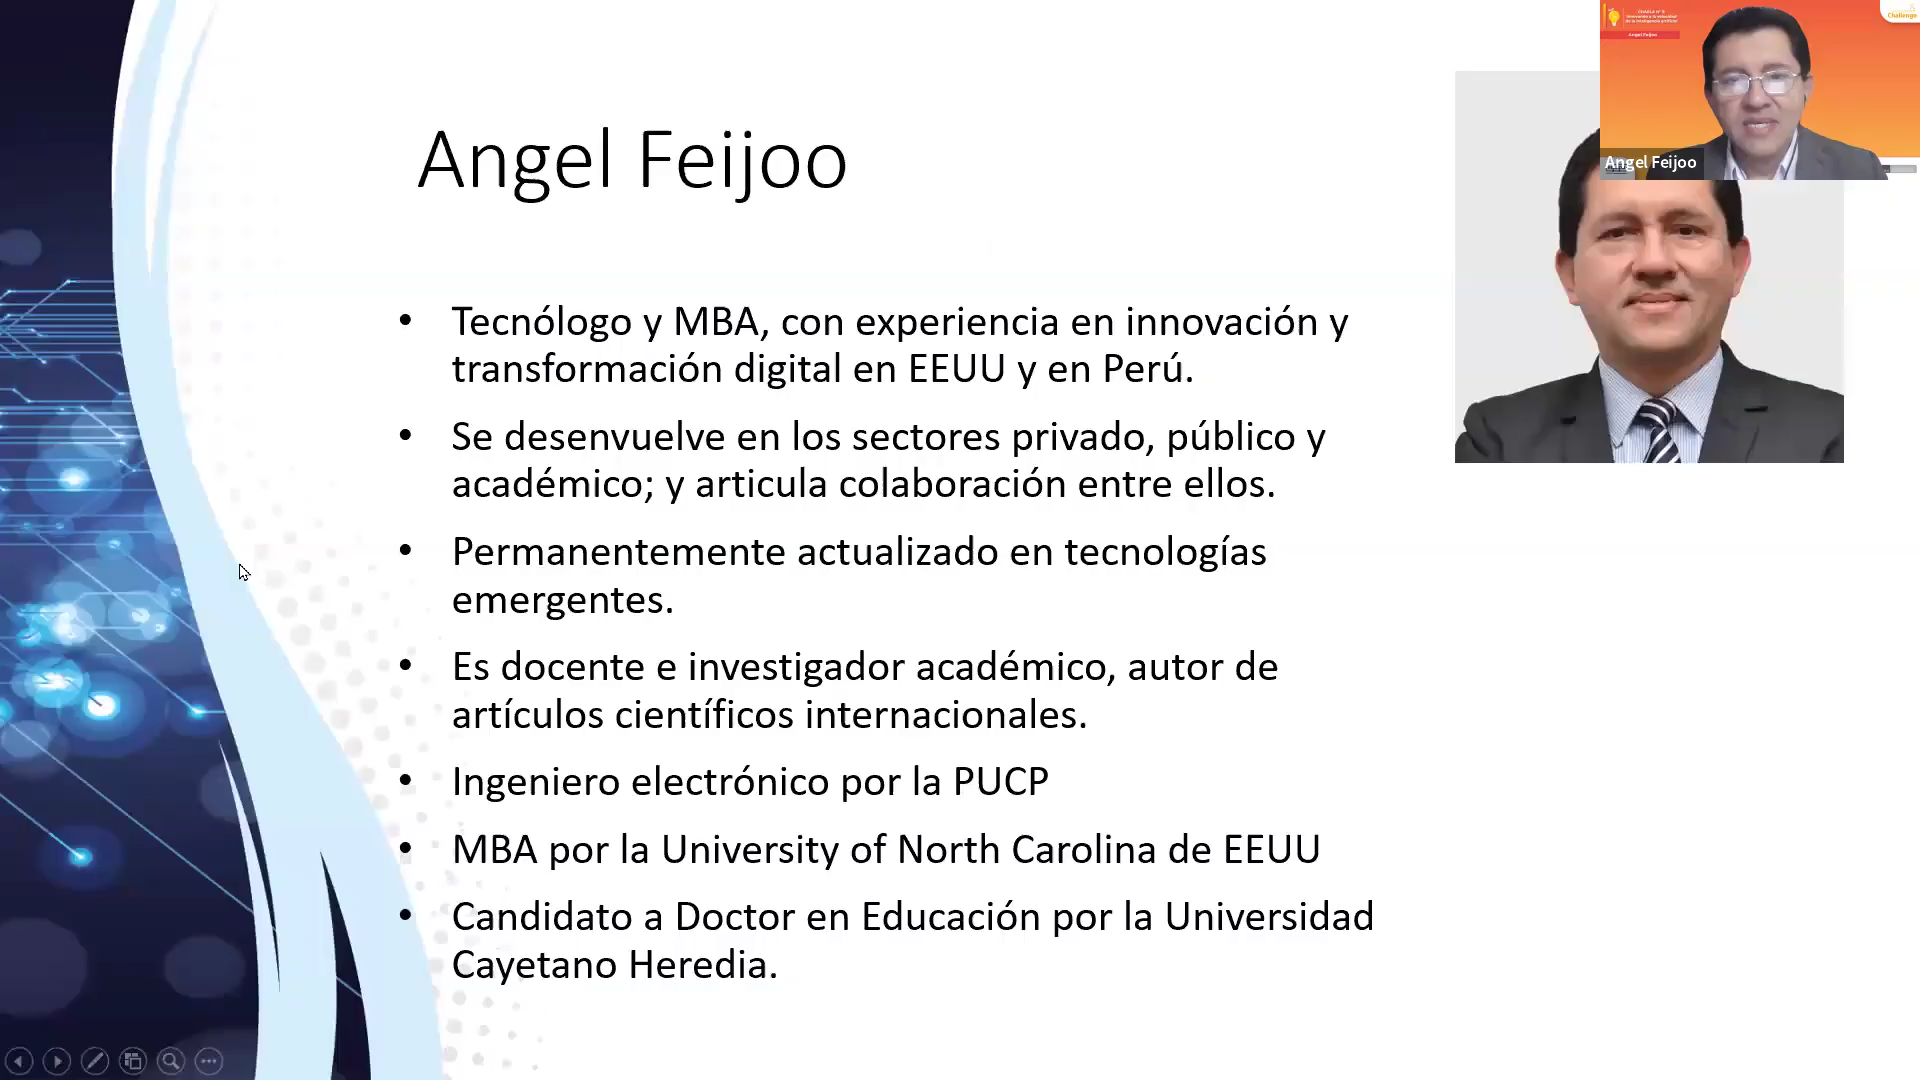 Angel Feijoo
Tecnólogo y MBA, con experiencia en innovación y
transformación digital en EEUU y en Perú.
Se desenvuelve en los sectores privado, público y
académico; y articula colaboración entre ellos.
Permanentemente actualizado en tecnologías
emergentes.
Es docente e investigador académico, autor de
artículos científicos internacionales.
Ingeniero electrónico por la PUCP
MBA por la University of North Carolina de EEUU
Candidato a Doctor en Educación por la Universidad
Cayetano Heredia.
Angel Feijoo
Challenge
Angel Feijoo